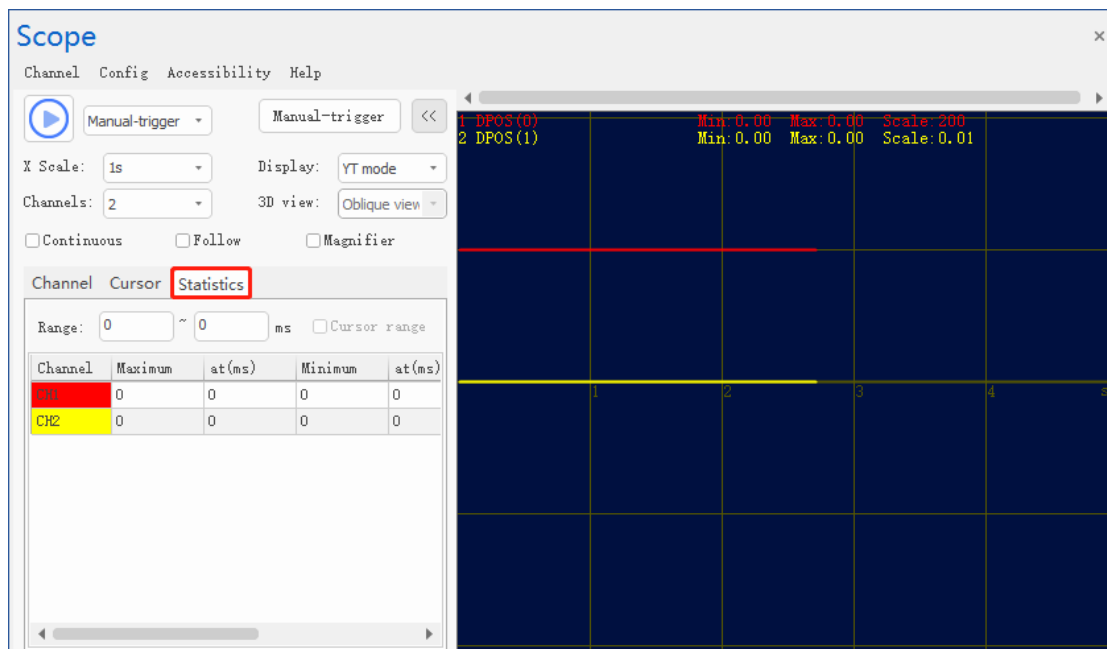 Scope
×
Channel Config Accessibility Help
Manual-trigger Manual-trigger <<
X Scale: 1s Display: YT mode
Channels: 2 3D view: Oblique view
Continuous Follow Magnifier
Channel Cursor Statistics
Range: 0 ~ 0 ms Cursor range
Channel Maximum at(ms) Minimum at(ms)
CH1 0 0 0 0
CH2 0 0 0 0
1 DPOS(0) Min:0.00 Max:0.00 Scale:200
2 DPOS(1) Min:0.00 Max:0.00 Scale:0.01
1 2 3 4 s